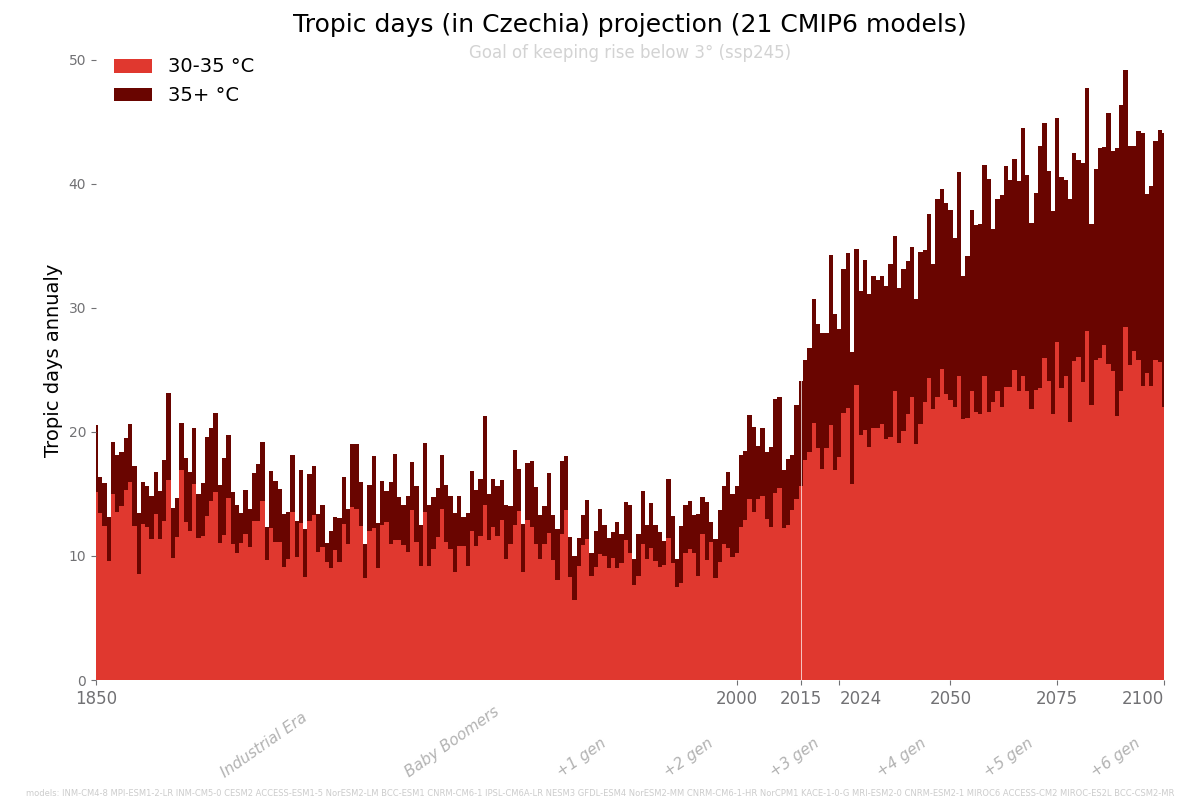 Tropic days (in Czechia) projection (21 CMIP6 models)
Goal of keeping rise below 3° (ssp245)
30-35 °C
35+ °C
Tropic days annualy
50
40
30
20
10
0
1850 2000 2015 2024 2050 2075 2100
Industrial Era
Baby Boomers
+1 gen
+2 gen
+3 gen
+4 gen
+5 gen
+6 gen
models: INM-CM4-8 MPI-ESM1-2-LR INM-CM5-0 CESM2 ACCESS-ESM1-5 NorESM2-LM BCC-ESM1 CNRM-CM6-1 IPSL-CM6A-LR NESM3 GFDL-ESM4 NorESM2-MM CNRM-CM6-1-HR NorCPM1 KACE-1-0-G MRI-ESM2-0 CNRM-ESM2-1 MIROC6 ACCESS-CM2 MIROC-ES2L BCC-CSM2-MR